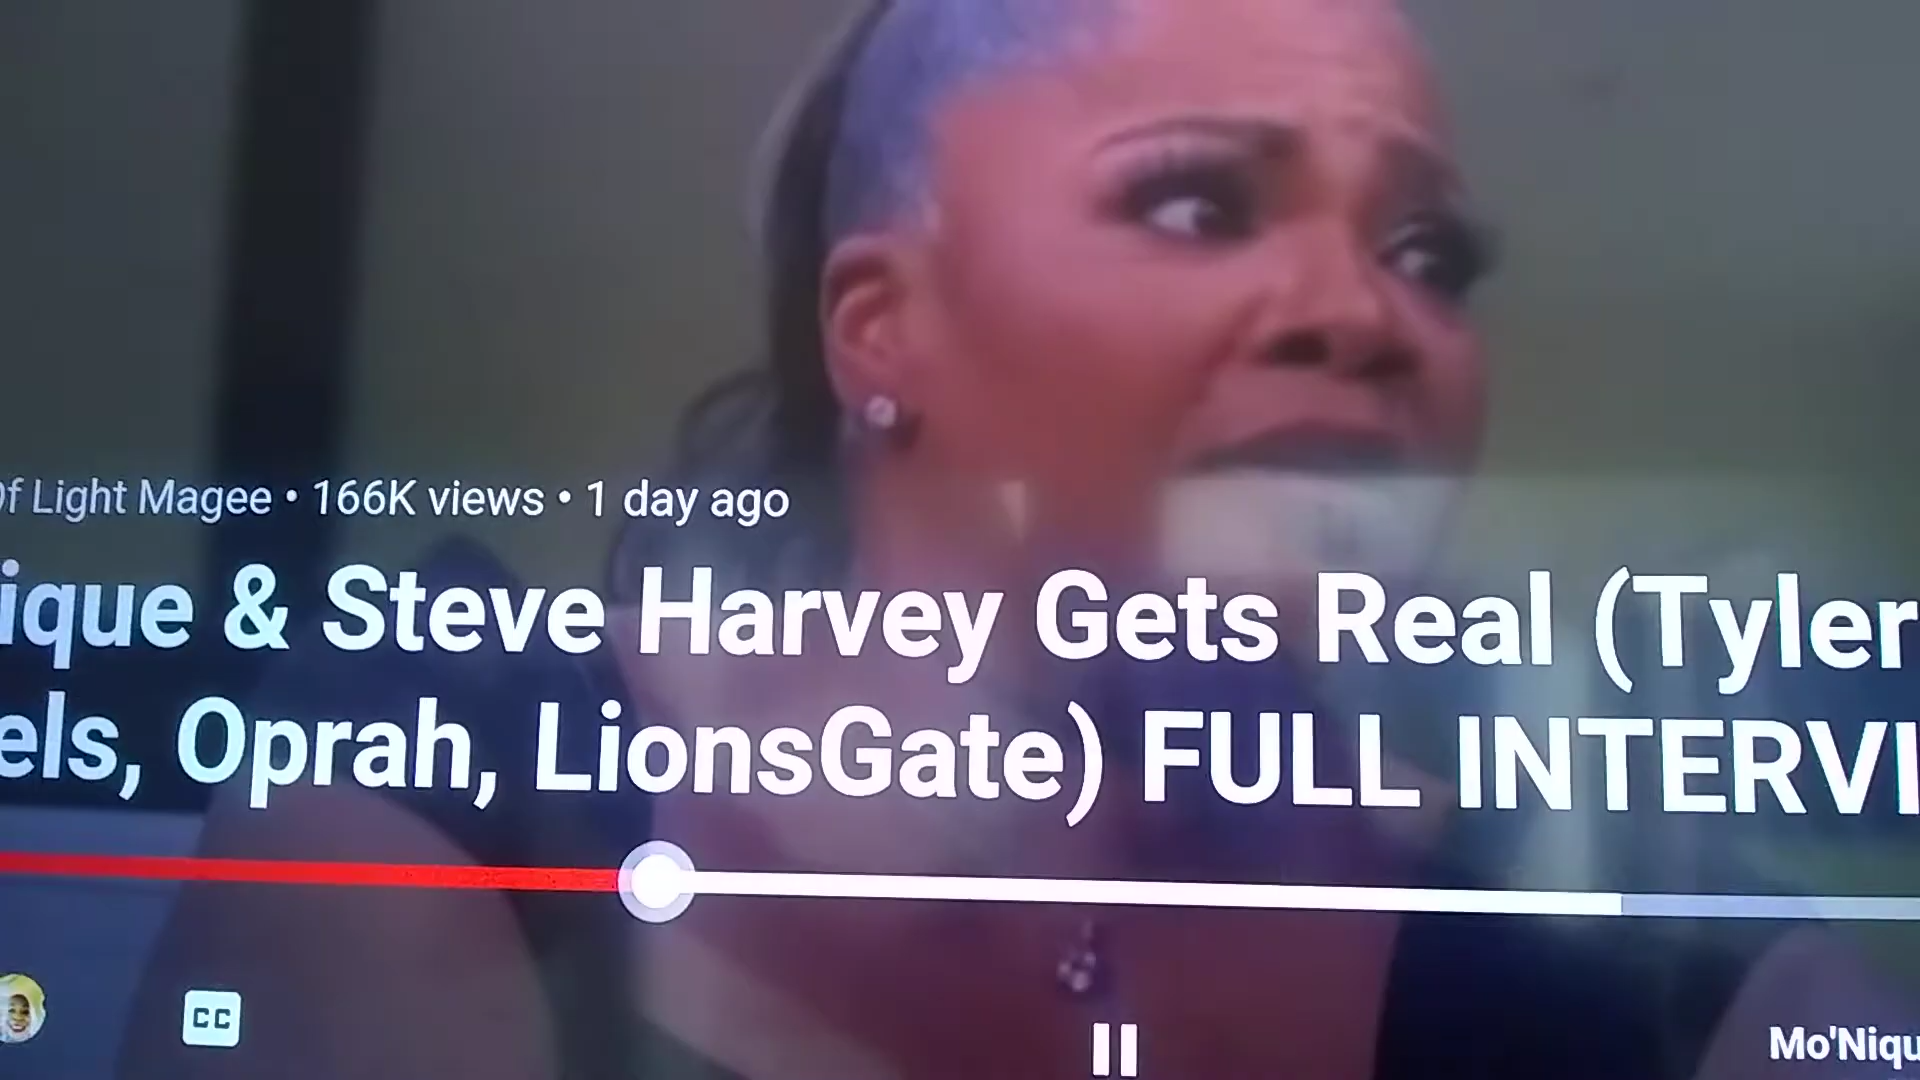 Of Light Magee • 166K views • 1 day ago
ique & Steve Harvey Gets Real (Tyler
els, Oprah, LionsGate) FULL INTERVI
CC
Mo'Niqu